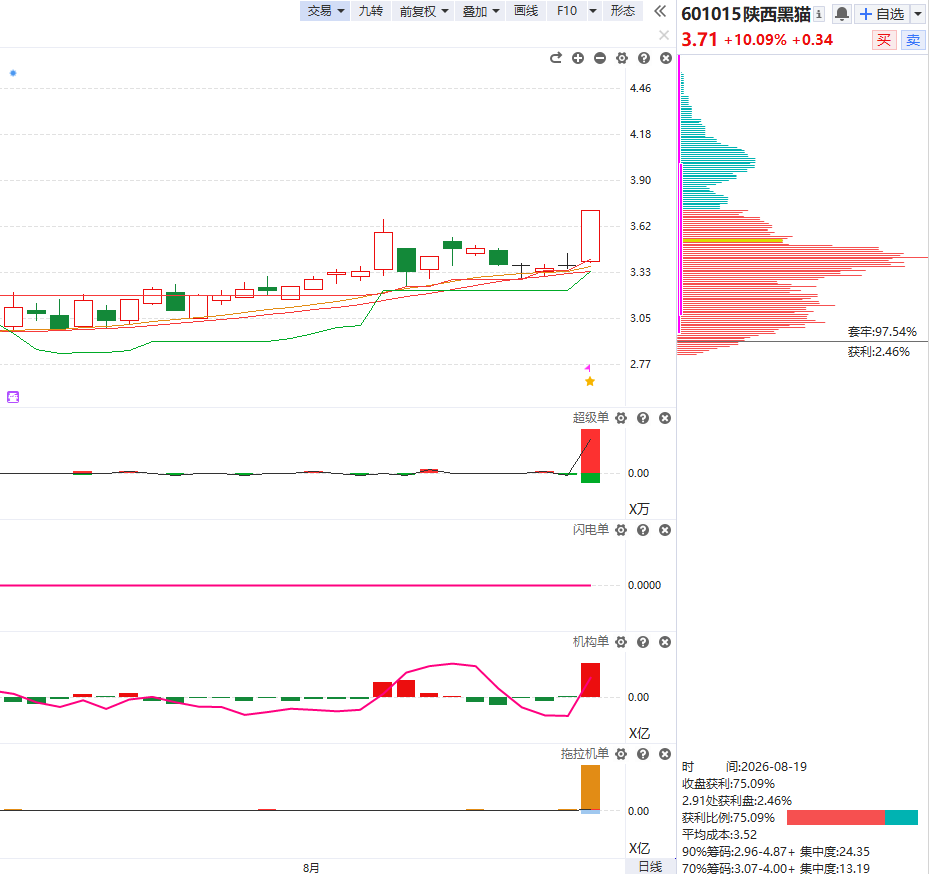 交易 九转 前复权 叠加 画线 F10 形态
601015 陕西黑猫 自选
3.71 +10.09% +0.34 买 卖
4.46
4.18
3.90
3.62
3.33
3.05
套牢:97.54%
获利:2.46%
2.77
超级单
0.00
X万
闪电单
0.0000
机构单
0.00
X亿
拖拉机单
0.00
X亿
8月 日线
时 间:2026-08-19
收盘获利:75.09%
2.91处获利盘:2.46%
获利比例:75.09%
平均成本:3.52
90%筹码:2.96-4.87+ 集中度:24.35
70%筹码:3.07-4.00+ 集中度:13.19